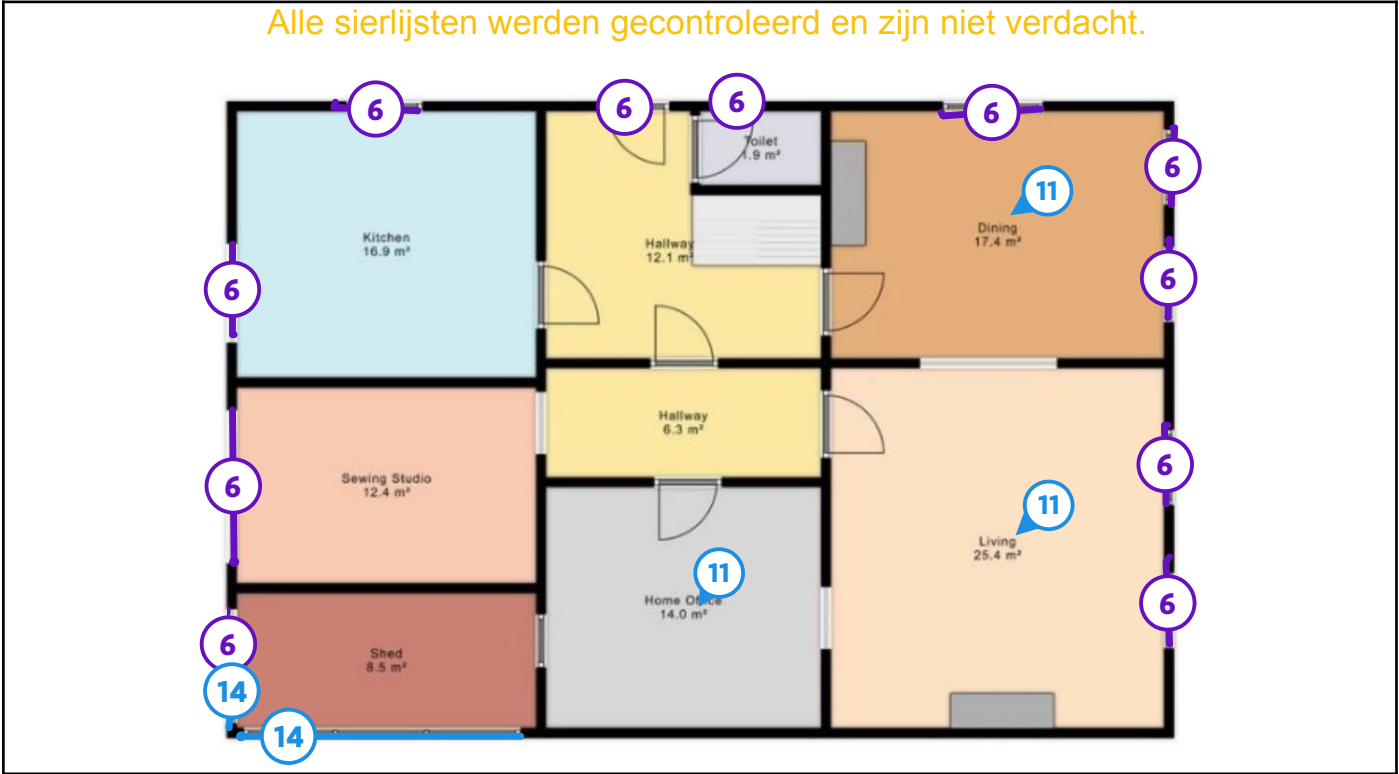 Alle sierlijsten werden gecontroleerd en zijn niet verdacht.
6
6
6
6
Toilet
1.9 m²
6
11
Kitchen
16.9 m²
Hallway
12.1 m²
Dining
17.4 m²
6
6
Hallway
6.3 m²
6
Sewing Studio
12.4 m²
6
11
Living
25.4 m²
11
Home Office
14.0 m²
6
6
Shed
8.5 m²
14
14